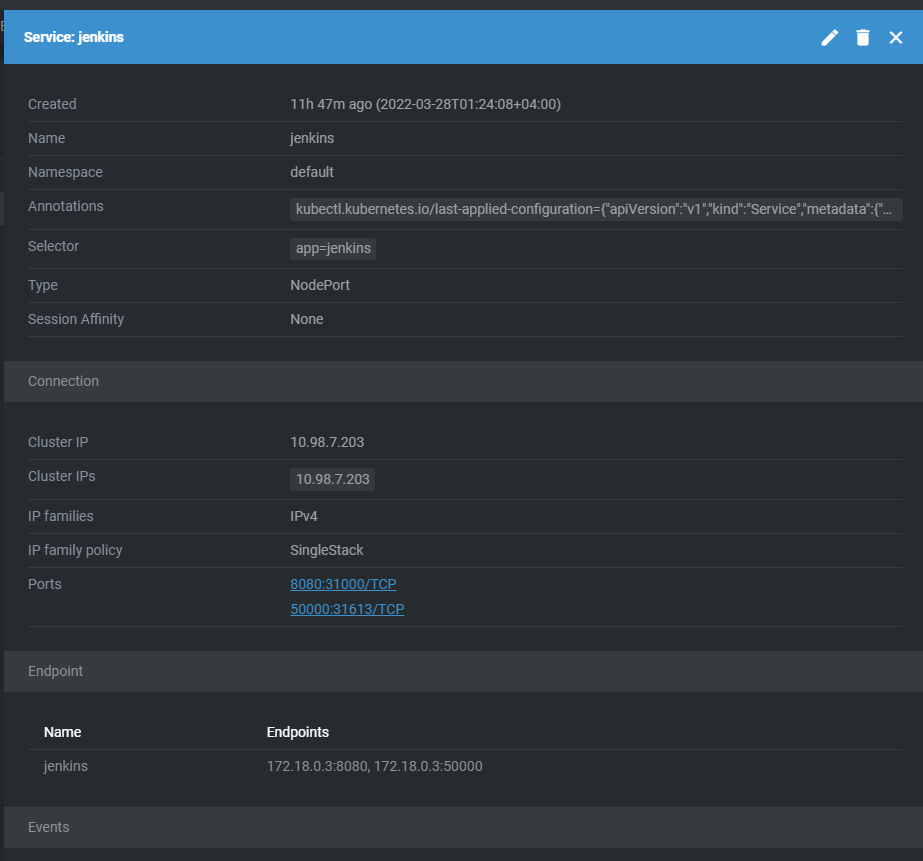 Service: jenkins
Created 11h 47m ago (2022-03-28T01:24:08+04:00)
Name jenkins
Namespace default
Annotations kubectl.kubernetes.io/last-applied-configuration={"apiVersion":"v1","kind":"Service","metadata":{"...
Selector app=jenkins
Type NodePort
Session Affinity None
Connection
Cluster IP 10.98.7.203
Cluster IPs 10.98.7.203
IP families IPv4
IP family policy SingleStack
Ports 8080:31000/TCP
50000:31613/TCP
Endpoint
Name Endpoints
jenkins 172.18.0.3:8080, 172.18.0.3:50000
Events